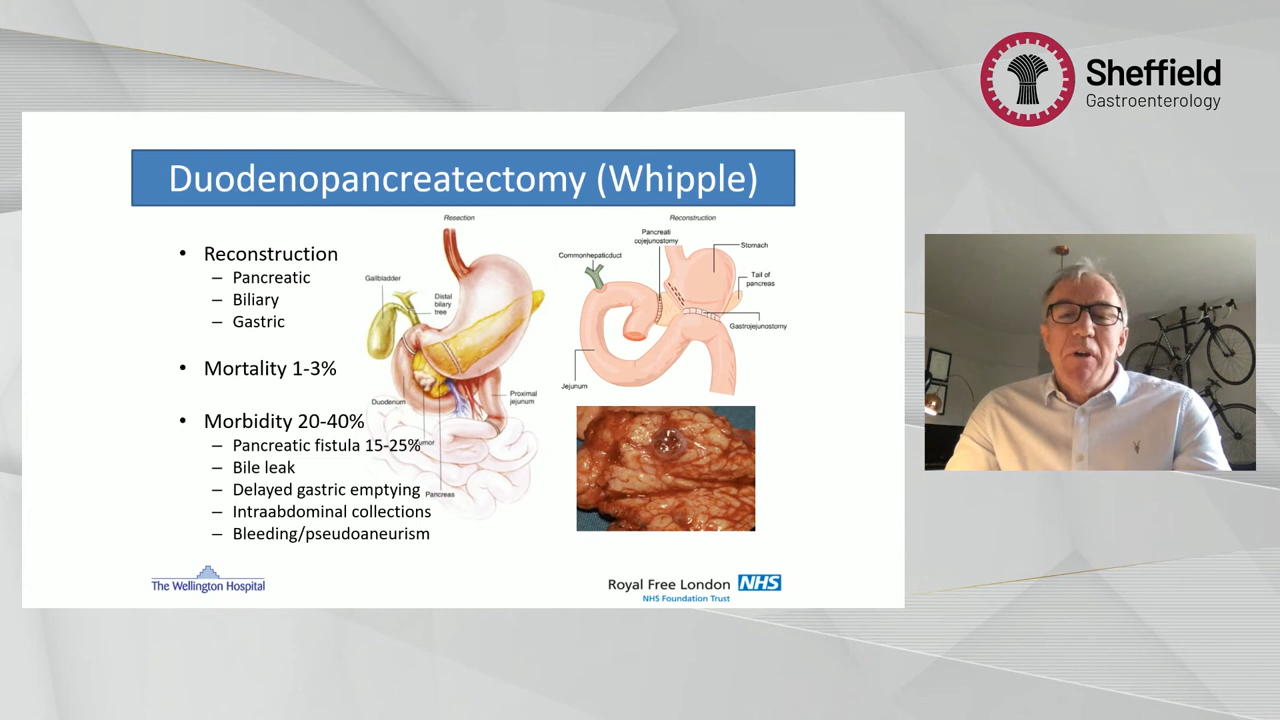 Sheffield
Gastroenterology
Duodenopancreatectomy (Whipple)
• Reconstruction
– Pancreatic
– Biliary
– Gastric
• Mortality 1-3%
• Morbidity 20-40%
– Pancreatic fistula 15-25%
– Bile leak
– Delayed gastric emptying
– Intraabdominal collections
– Bleeding/pseudoaneurism
Resection
Gallbladder
Distal
biliary
tree
Duodenum
Proximal
jejunum
umor
Pancreas
Reconstruction
Pancreati
cojejunostomy
Commonhepaticduct
Stomach
Tail of
pancreas
Gastrojejunostomy
Jejunum
The Wellington Hospital
Royal Free London NHS
NHS Foundation Trust